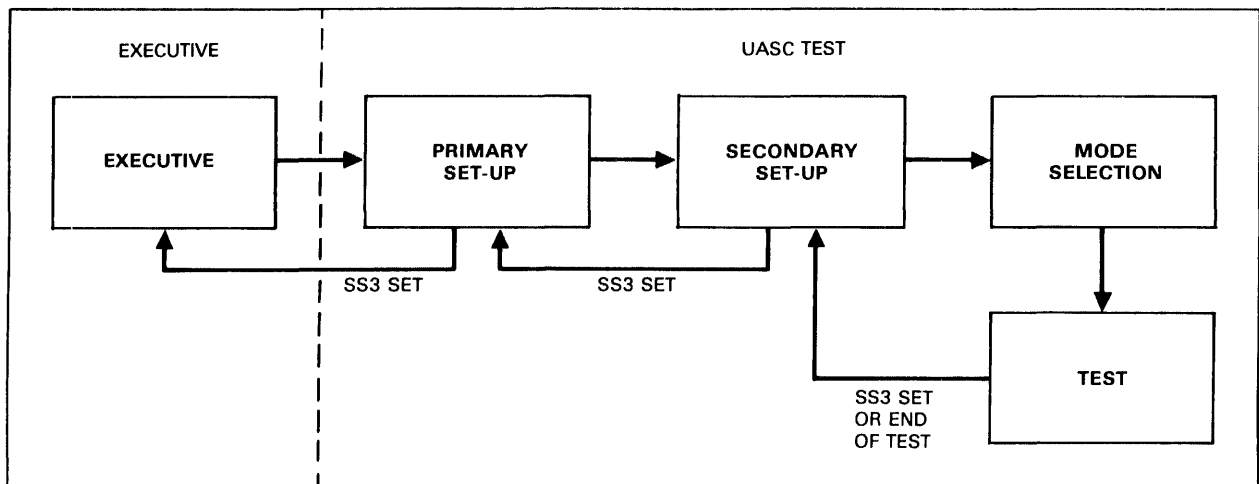 EXECUTIVE
UASC TEST
EXECUTIVE
PRIMARY
SET-UP
SECONDARY
SET-UP
MODE
SELECTION
SS3 SET
SS3 SET
TEST
SS3 SET
OR END
OF TEST